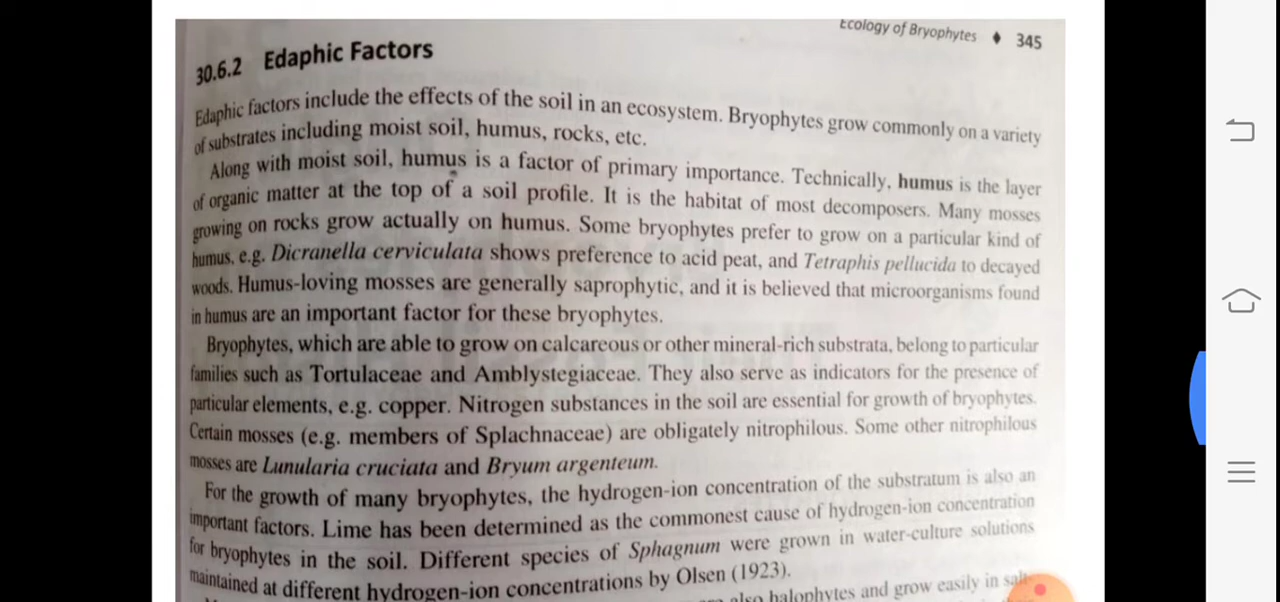 Ecology of Bryophytes ♦ 345
30.6.2 Edaphic Factors
Edaphic factors include the effects of the soil in an ecosystem. Bryophytes grow commonly on a variety
of substrates including moist soil, humus, rocks, etc.
Along with moist soil, humus is a factor of primary importance. Technically, humus is the layer
of organic matter at the top of a soil profile. It is the habitat of most decomposers. Many mosses
growing on rocks grow actually on humus. Some bryophytes prefer to grow on a particular kind of
humus, e.g. Dicranella cerviculata shows preference to acid peat, and Tetraphis pellucida to decayed
woods. Humus-loving mosses are generally saprophytic, and it is believed that microorganisms found
in humus are an important factor for these bryophytes.
Bryophytes, which are able to grow on calcareous or other mineral-rich substrata, belong to particular
families such as Tortulaceae and Amblystegiaceae. They also serve as indicators for the presence of
particular elements, e.g. copper. Nitrogen substances in the soil are essential for growth of bryophytes.
Certain mosses (e.g. members of Splachnaceae) are obligately nitrophilous. Some other nitrophilous
mosses are Lunularia cruciata and Bryum argenteum.
For the growth of many bryophytes, the hydrogen-ion concentration of the substratum is also an
important factors. Lime has been determined as the commonest cause of hydrogen-ion concentration
for bryophytes in the soil. Different species of Sphagnum were grown in water-culture solutions
maintained at different hydrogen-ion concentrations by Olsen (1923).
also halophytes and grow easily in salt